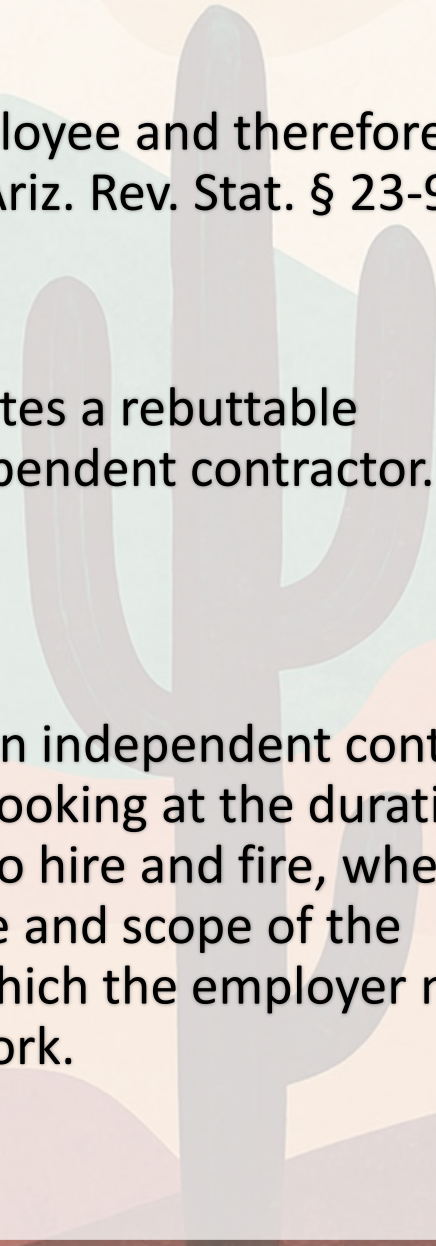 loyee and therefore
Ariz. Rev. Stat. § 23-9
tes a rebuttable
pendent contractor.
n independent cont
ooking at the durati
o hire and fire, whe
e and scope of the
hich the employer r
ork.